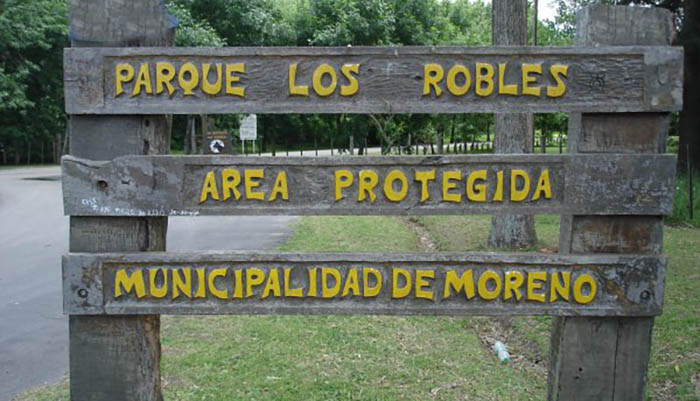 PARQUE LOS ROBLES
AREA PROTEGIDA
MUNICIPALIDAD DE MORENO